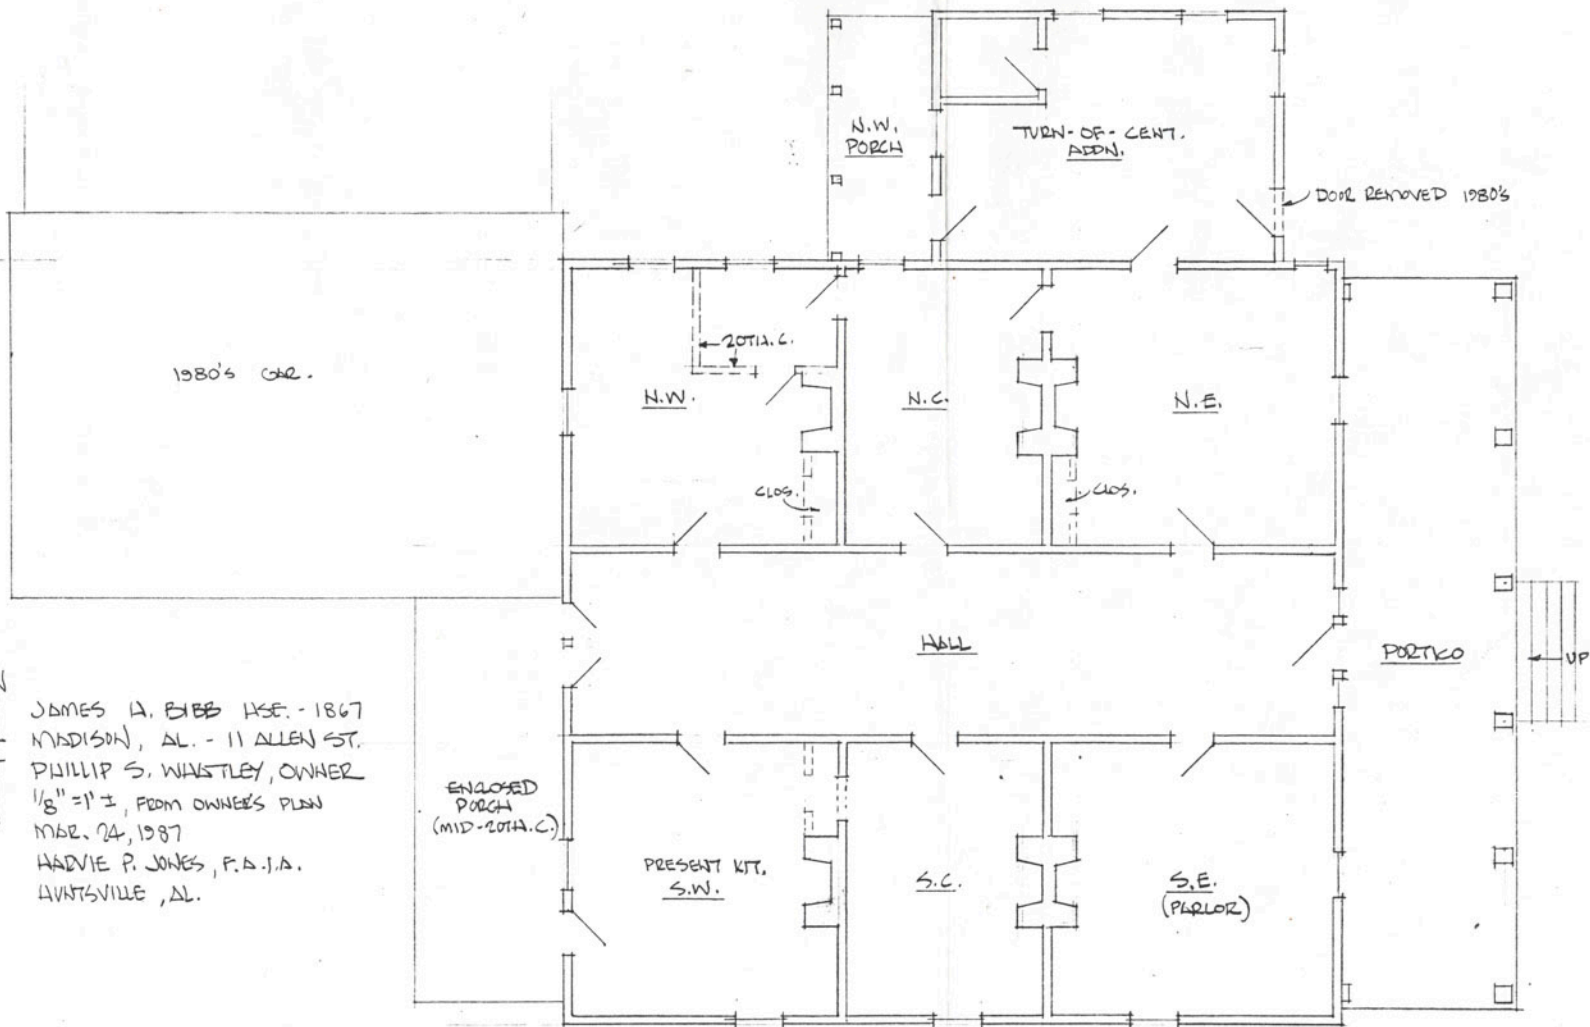 N.W.
PORCH
TURN-OF-CENT.
ADDN.
DOOR REMOVED 1980'S
1980'S GAR.
20TH.C.
N.W.
N.C.
N.E.
CLOS.
CLOS.
HALL
PORTICO
UP
JAMES H. BIBB HSE. - 1867
MADISON, AL. - 11 ALLEN ST.
PHILLIP S. WHITLEY, OWNER
1/8" = 1' ±, FROM OWNER'S PLAN
MAR. 24, 1987
HARVIE P. JONES, F.A.I.A.
HUNTSVILLE, AL.
ENCLOSED
PORCH
(MID-20TH.C.)
PRESENT KIT.
S.W.
S.C.
S.E.
(PARLOR)